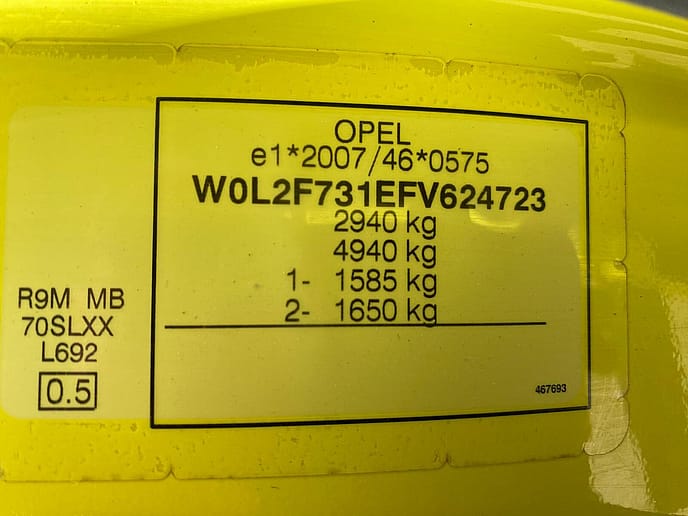 OPEL
e1*2007/46*0575
W0L2F731EFV624723
2940 kg
4940 kg
1- 1585 kg
2- 1650 kg
R9M MB
70SLXX
L692
0.5
467693